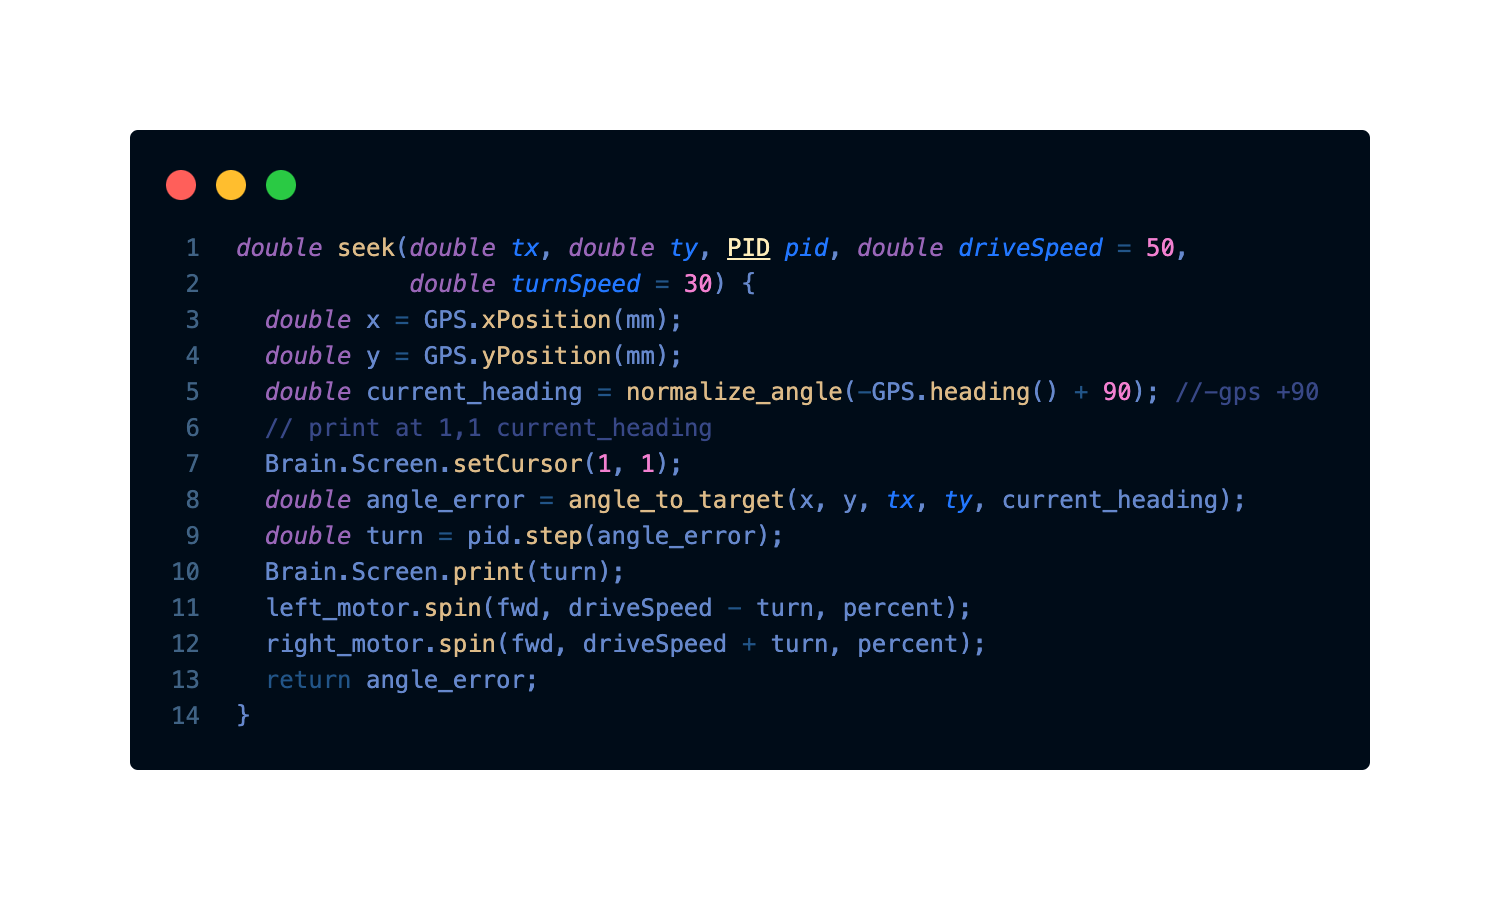 1 double seek(double tx, double ty, PID pid, double driveSpeed = 50,
2 double turnSpeed = 30) {
3 double x = GPS.xPosition(mm);
4 double y = GPS.yPosition(mm);
5 double current_heading = normalize_angle(-GPS.heading() + 90); //-gps +90
6 // print at 1,1 current_heading
7 Brain.Screen.setCursor(1, 1);
8 double angle_error = angle_to_target(x, y, tx, ty, current_heading);
9 double turn = pid.step(angle_error);
10 Brain.Screen.print(turn);
11 left_motor.spin(fwd, driveSpeed - turn, percent);
12 right_motor.spin(fwd, driveSpeed + turn, percent);
13 return angle_error;
14 }